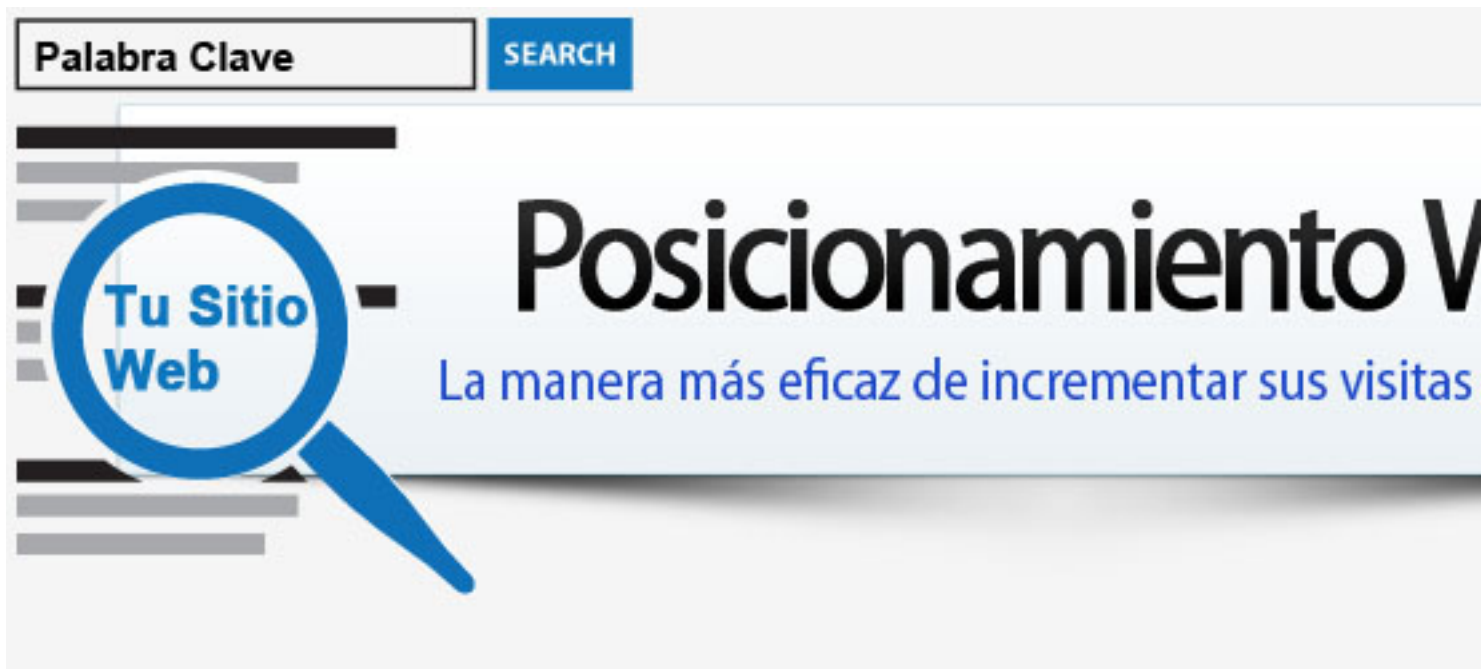 Palabra Clave
SEARCH
Posicionamiento
Tu Sitio
Web
La manera más eficaz de incrementar sus visitas